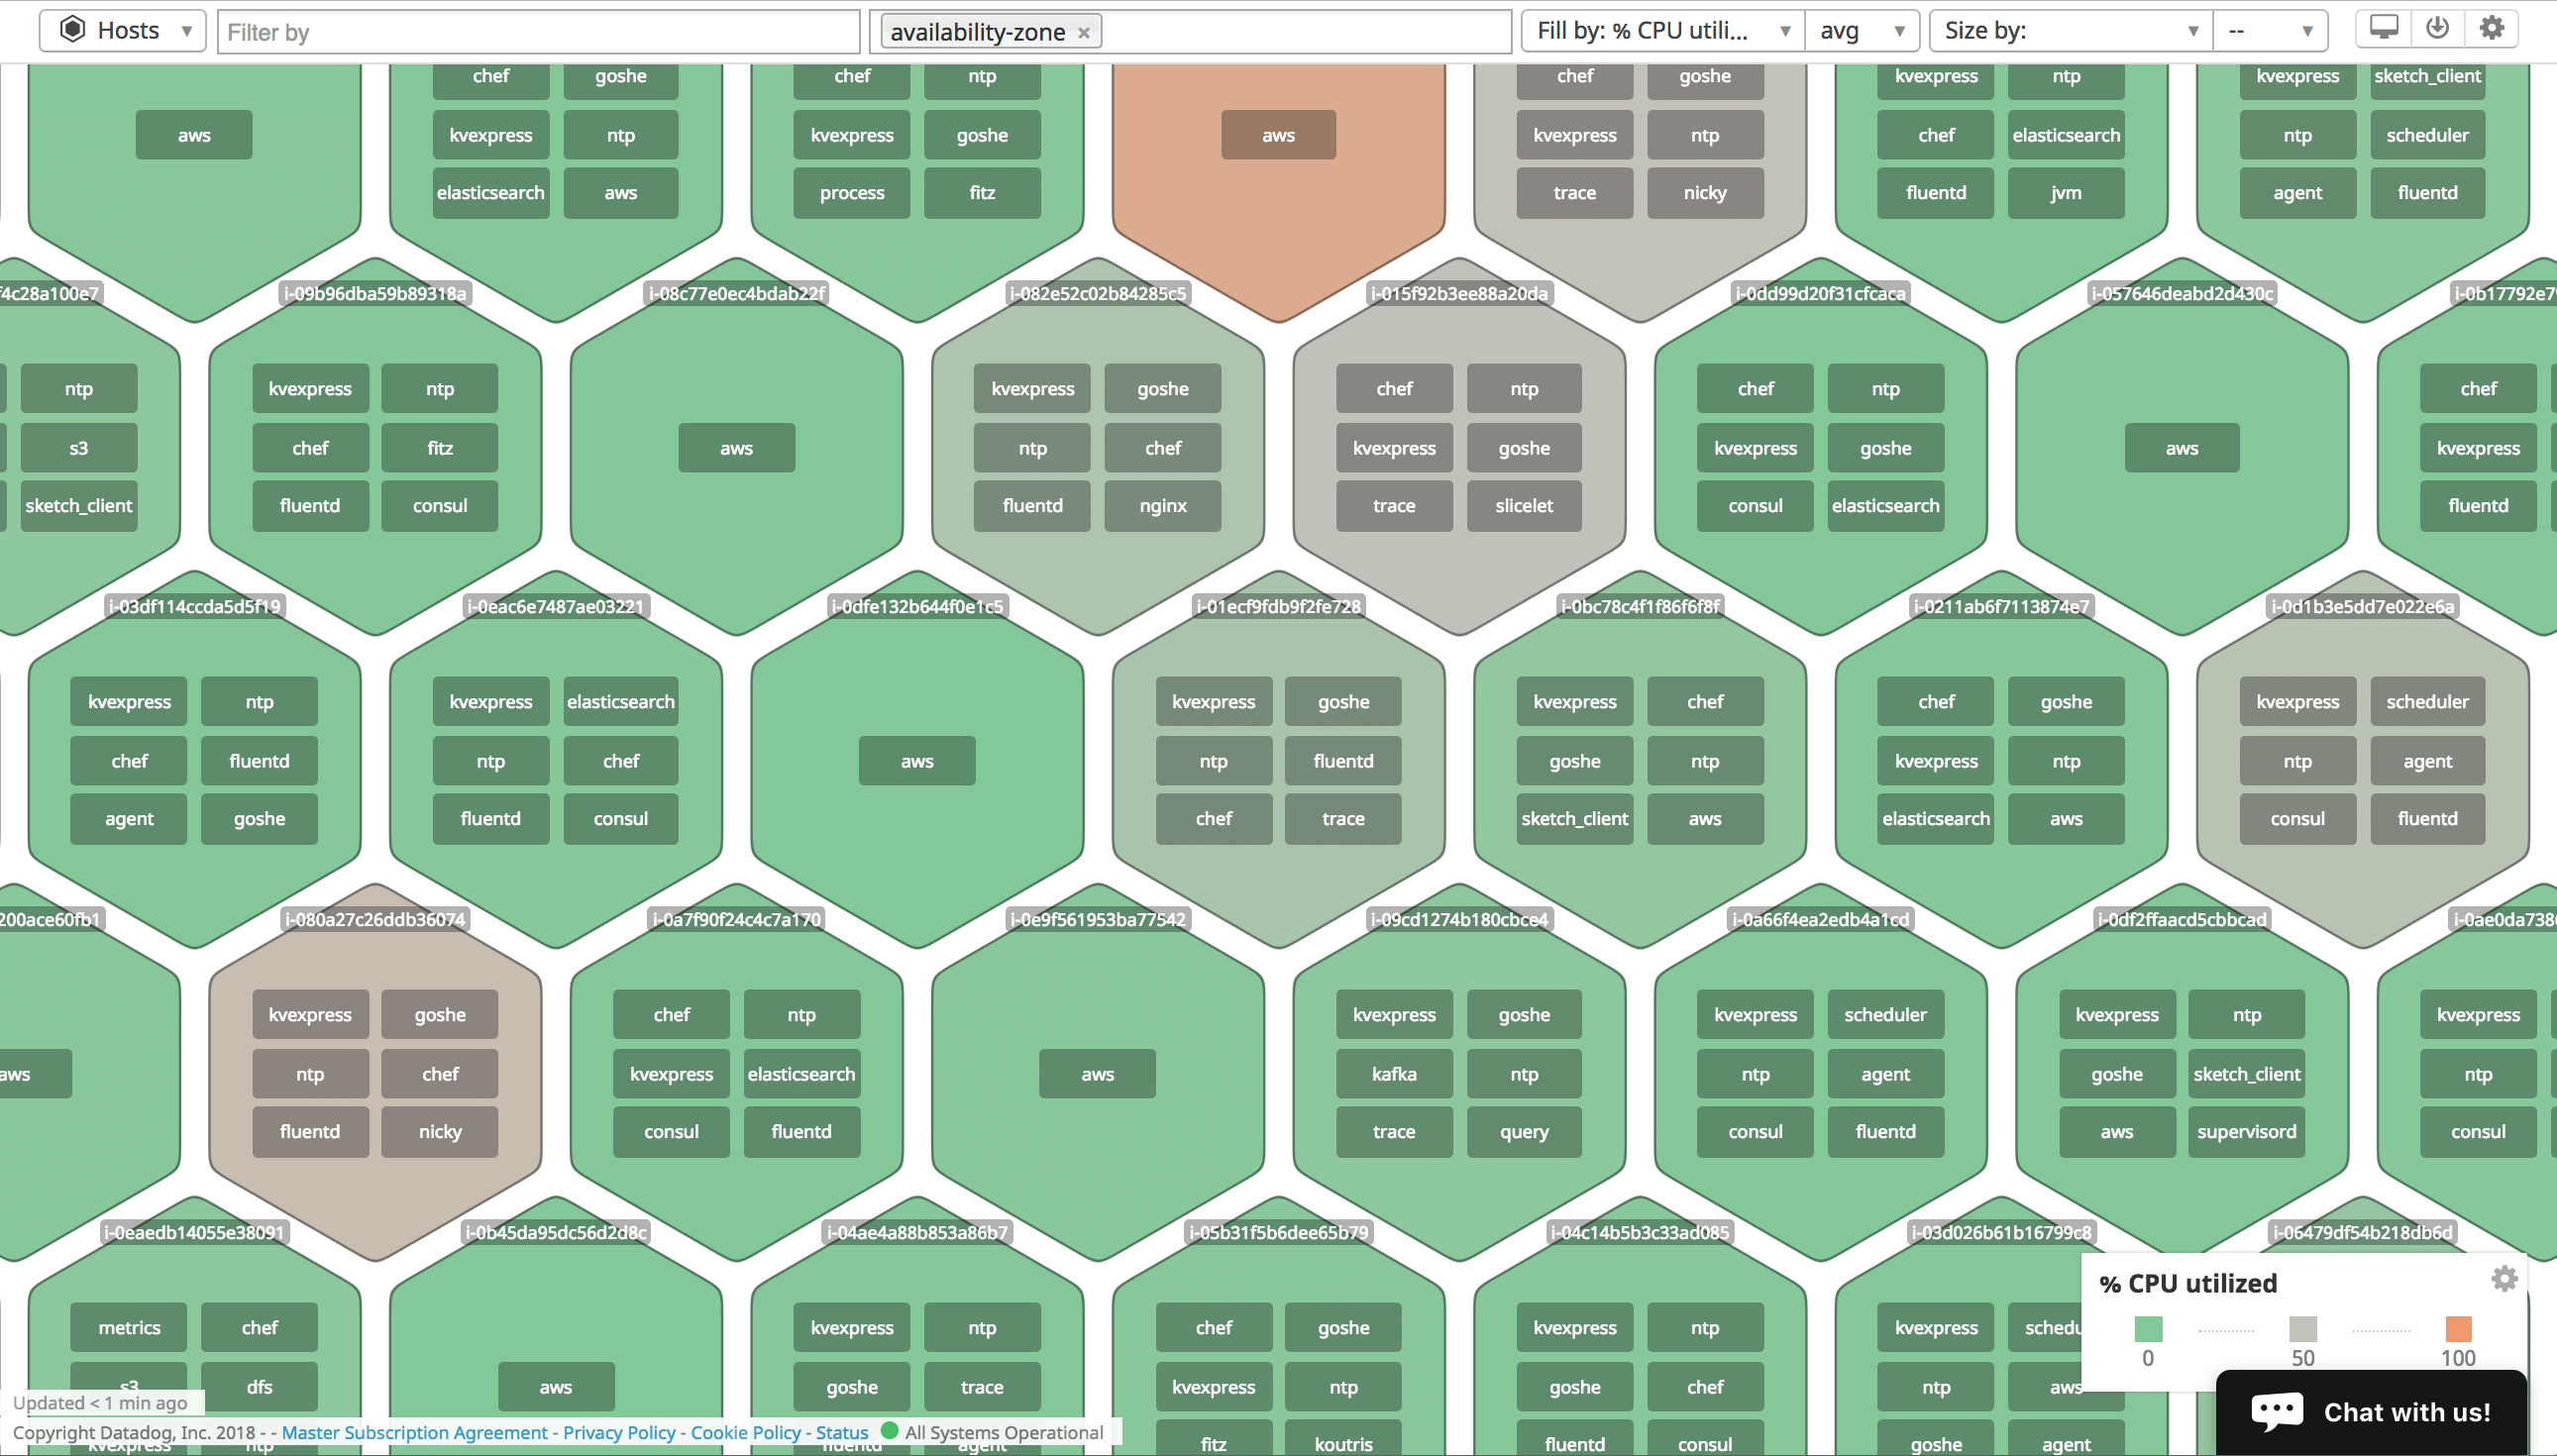 Hosts
Filter by
availability-zone ×
Fill by: % CPU utili...
avg
Size by:
--
chef goshe chef ntp chef goshe kvexpress ntp kvexpress sketch_client
aws kvexpress ntp kvexpress goshe aws kvexpress ntp chef elasticsearch ntp scheduler
elasticsearch aws process fitz trace nicky fluentd jvm agent fluentd
f4c28a100e7 i-09b96dba59b89318a i-08c77e0ec4bdab22f i-082e52c02b84285c5 i-015f92b3ee88a20da i-0dd99d20f31cfcaca i-057646deabd2d430c i-0b17792e7
ntp kvexpress ntp kvexpress goshe chef ntp chef ntp chef
s3 chef fitz aws ntp chef kvexpress goshe kvexpress goshe aws kvexpress
sketch_client fluentd consul fluentd nginx trace slicelet consul elasticsearch fluentd
i-03df114ccda5d5f19 i-0eac6e7487ae03221 i-0dfe132b644f0e1c5 i-01ecf9fdb9f2fe728 i-0bc78c4f1f86f6f8f i-0211ab6f7113874e7 i-0d1b3e5dd7e022e6a
kvexpress ntp kvexpress elasticsearch kvexpress goshe kvexpress chef chef goshe kvexpress scheduler
chef fluentd ntp chef aws ntp fluentd goshe ntp kvexpress ntp ntp agent
agent goshe fluentd consul chef trace sketch_client aws elasticsearch aws consul fluentd
200ace60fb1 i-080a27c26ddb36074 i-0a7f90f24c4c7a170 i-0e9f561953ba77542 i-09cd1274b180cbce4 i-0a66f4ea2edb4a1cd i-0df2ffaacd5cbbcad i-0ae0da738
kvexpress goshe chef ntp kvexpress goshe kvexpress scheduler kvexpress ntp kvexpress
aws ntp chef kvexpress elasticsearch aws kafka ntp ntp agent goshe sketch_client ntp
fluentd nicky consul fluentd trace query consul fluentd aws supervisord consul
i-0eaedb14055e38091 i-0b45da95dc56d2d8c i-04ae4a88b853a86b7 i-05b31f5b6dee65b79 i-04c14b5b3c33ad085 i-03d026b61b16799c8 i-06479df54b218db6d
metrics chef kvexpress ntp chef goshe kvexpress ntp kvexpress schedu
s3 dfs aws goshe trace kvexpress ntp goshe chef ntp aws
kvexpress ntp fluentd agent fitz koutris fluentd consul goshe agent
% CPU utilized
0 50 100
Updated < 1 min ago
Copyright Datadog, Inc. 2018 - - Master Subscription Agreement - Privacy Policy - Cookie Policy - Status All Systems Operational
Chat with us!